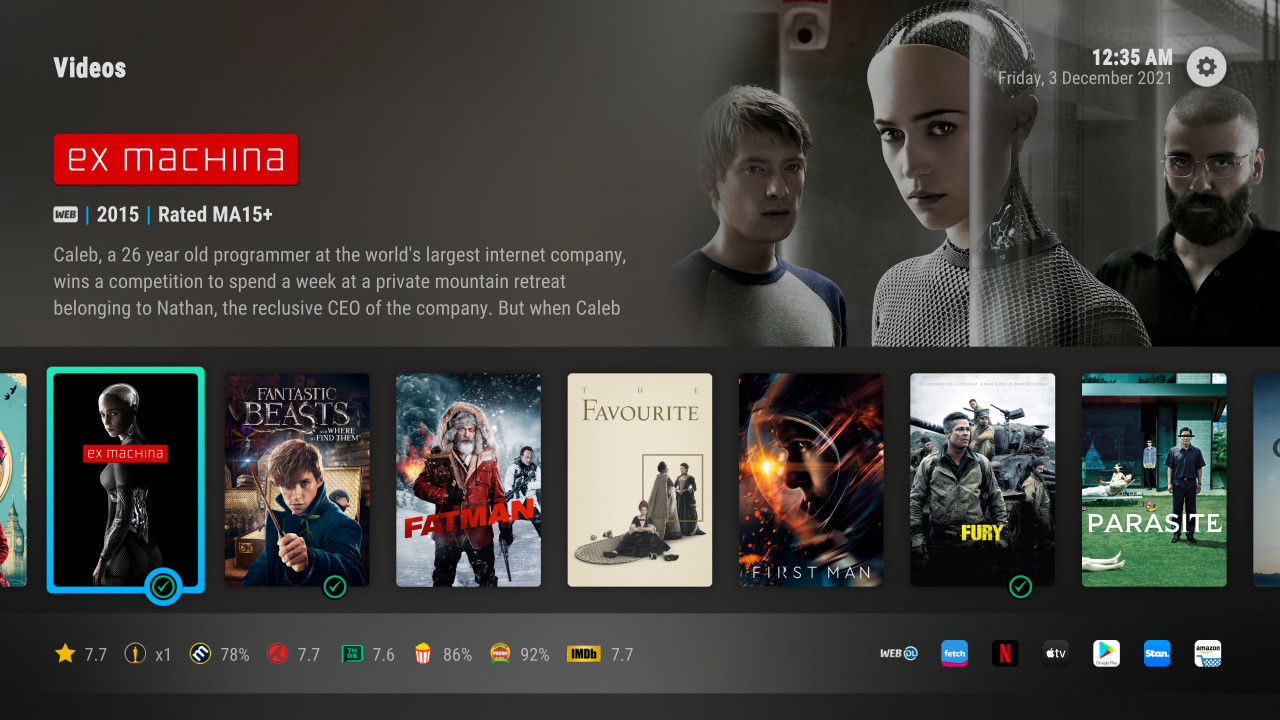 Videos
12:35 AM
Friday, 3 December 2021
ex machina
WEB | 2015 | Rated MA15+
Caleb, a 26 year old programmer at the world's largest internet company,
wins a competition to spend a week at a private mountain retreat
belonging to Nathan, the reclusive CEO of the company. But when Caleb
ex machina
FANTASTIC
BEASTS
AND WHERE
TO FIND THEM
FATMAN
THE
FAVOURITE
FIRST MAN
FURY
PARASITE
7.7 x1 78% 7.7 TMDB 7.6 86% FRESH 92% IMDb 7.7
WEB DL fetch N tv Google Play Stan. amazon